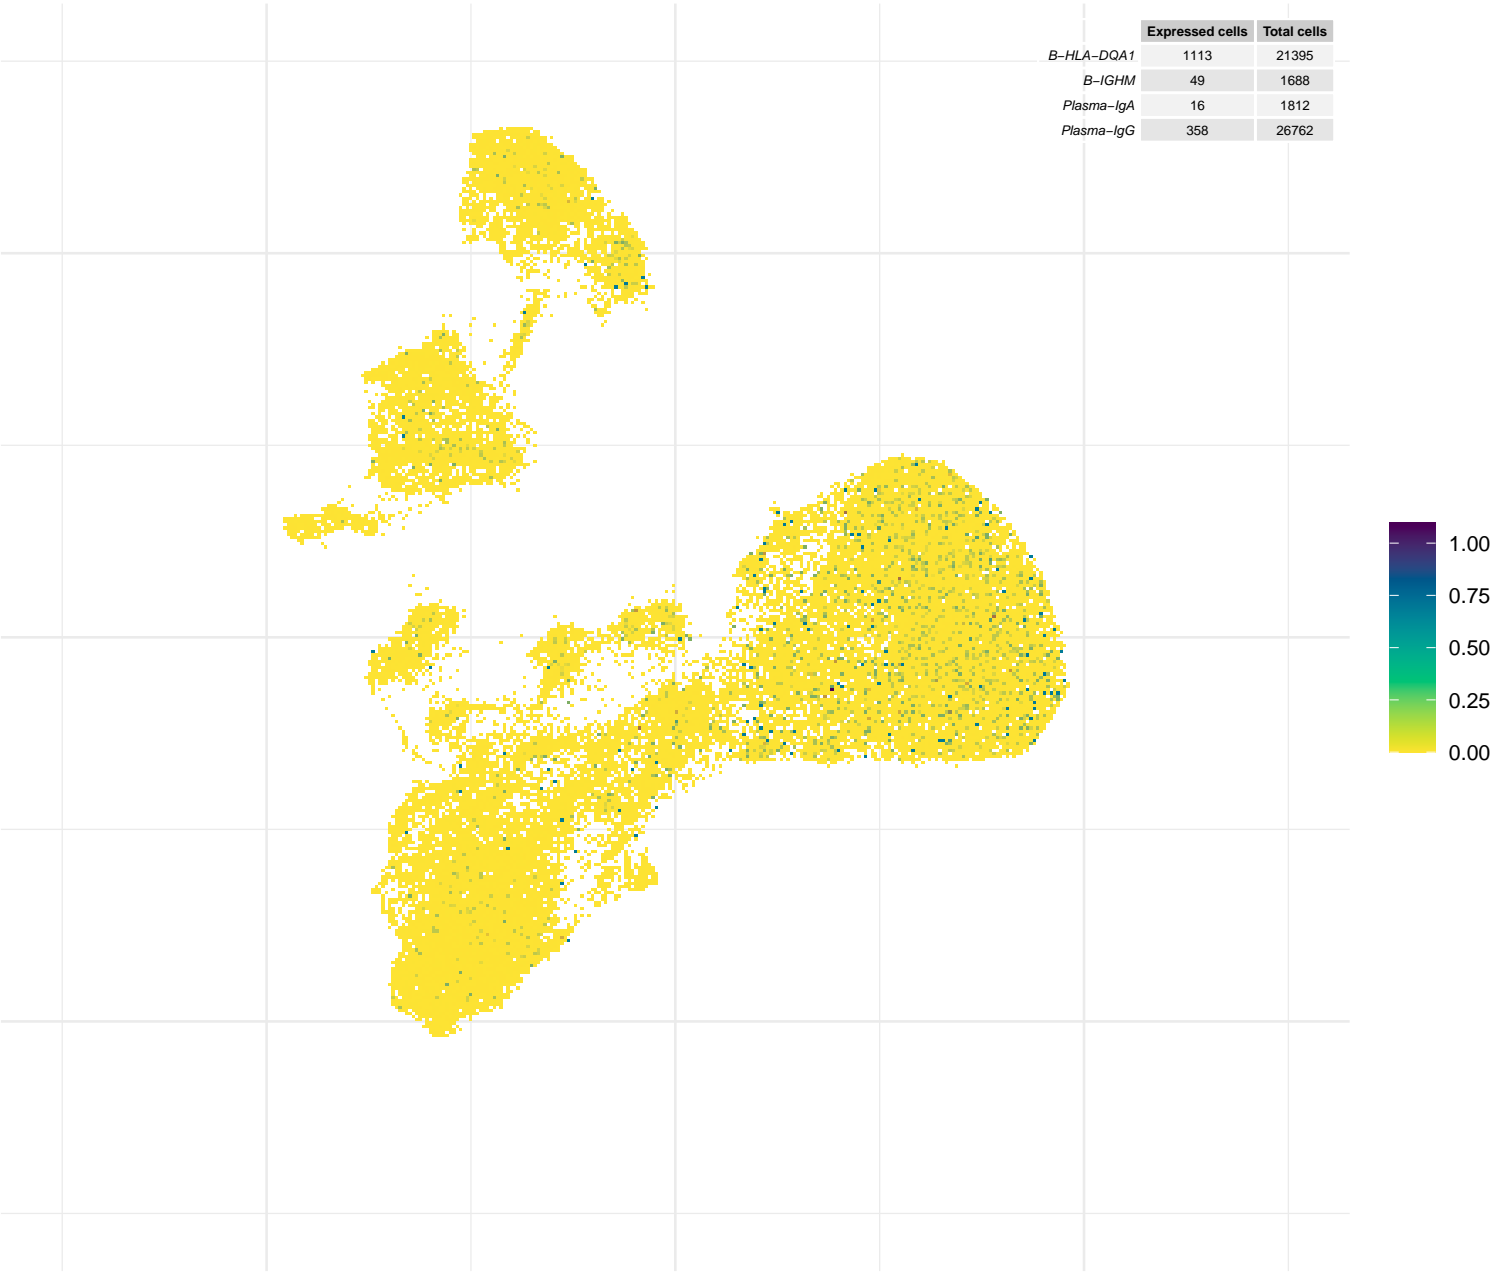 Expressed cells Total cells
B−HLA−DQA1 1113 21395
B−IGHM 49 1688
Plasma−IgA 16 1812
Plasma−IgG 358 26762
1.00
0.75
0.50
0.25
0.00